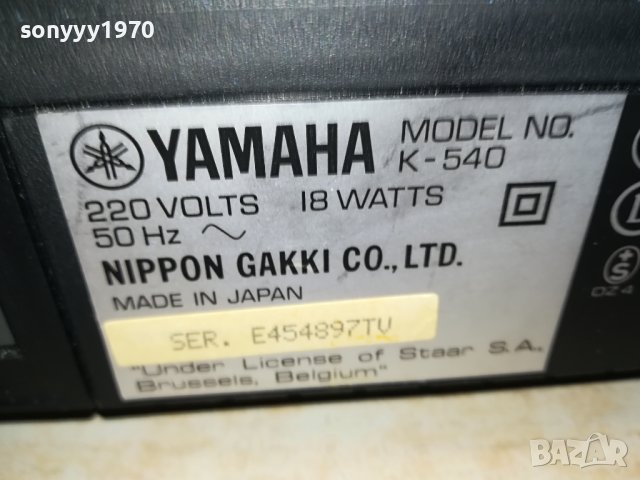 sonyyy1970
YAMAHA
MODEL NO.
K-540
220 VOLTS 18 WATTS
50 Hz
NIPPON GAKKI CO., LTD.
MADE IN JAPAN
SER. E454897TV
"Under License of Staar S.A.
Brussels, Belgium"
S
BAZAR